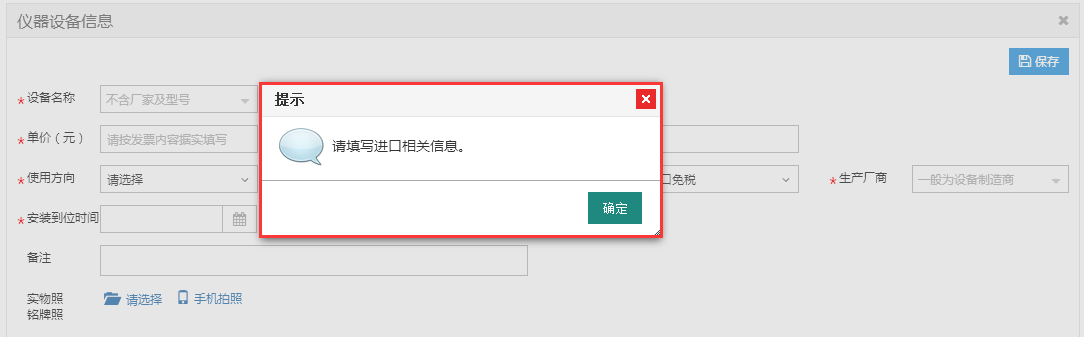 仪器设备信息
保存
设备名称 不含厂家及型号
提示
单价（元） 请按发票内容据实填写
请填写进口相关信息。
使用方向 请选择 口免税 生产厂商 一般为设备制造商
确定
安装到位时间
备注
实物照 请选择 手机拍照
铭牌照